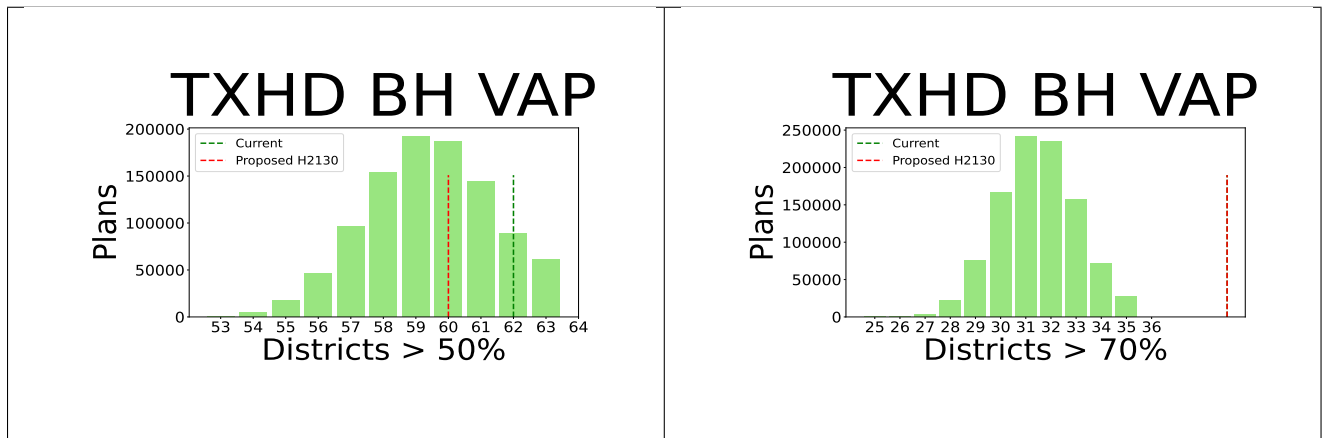 TXHD BH VAP
200000
150000
100000
50000
0
Plans
Current
Proposed H2130
53 54 55 56 57 58 59 60 61 62 63 64
Districts > 50%
TXHD BH VAP
250000
200000
150000
100000
50000
0
Plans
Current
Proposed H2130
25 26 27 28 29 30 31 32 33 34 35 36
Districts > 70%